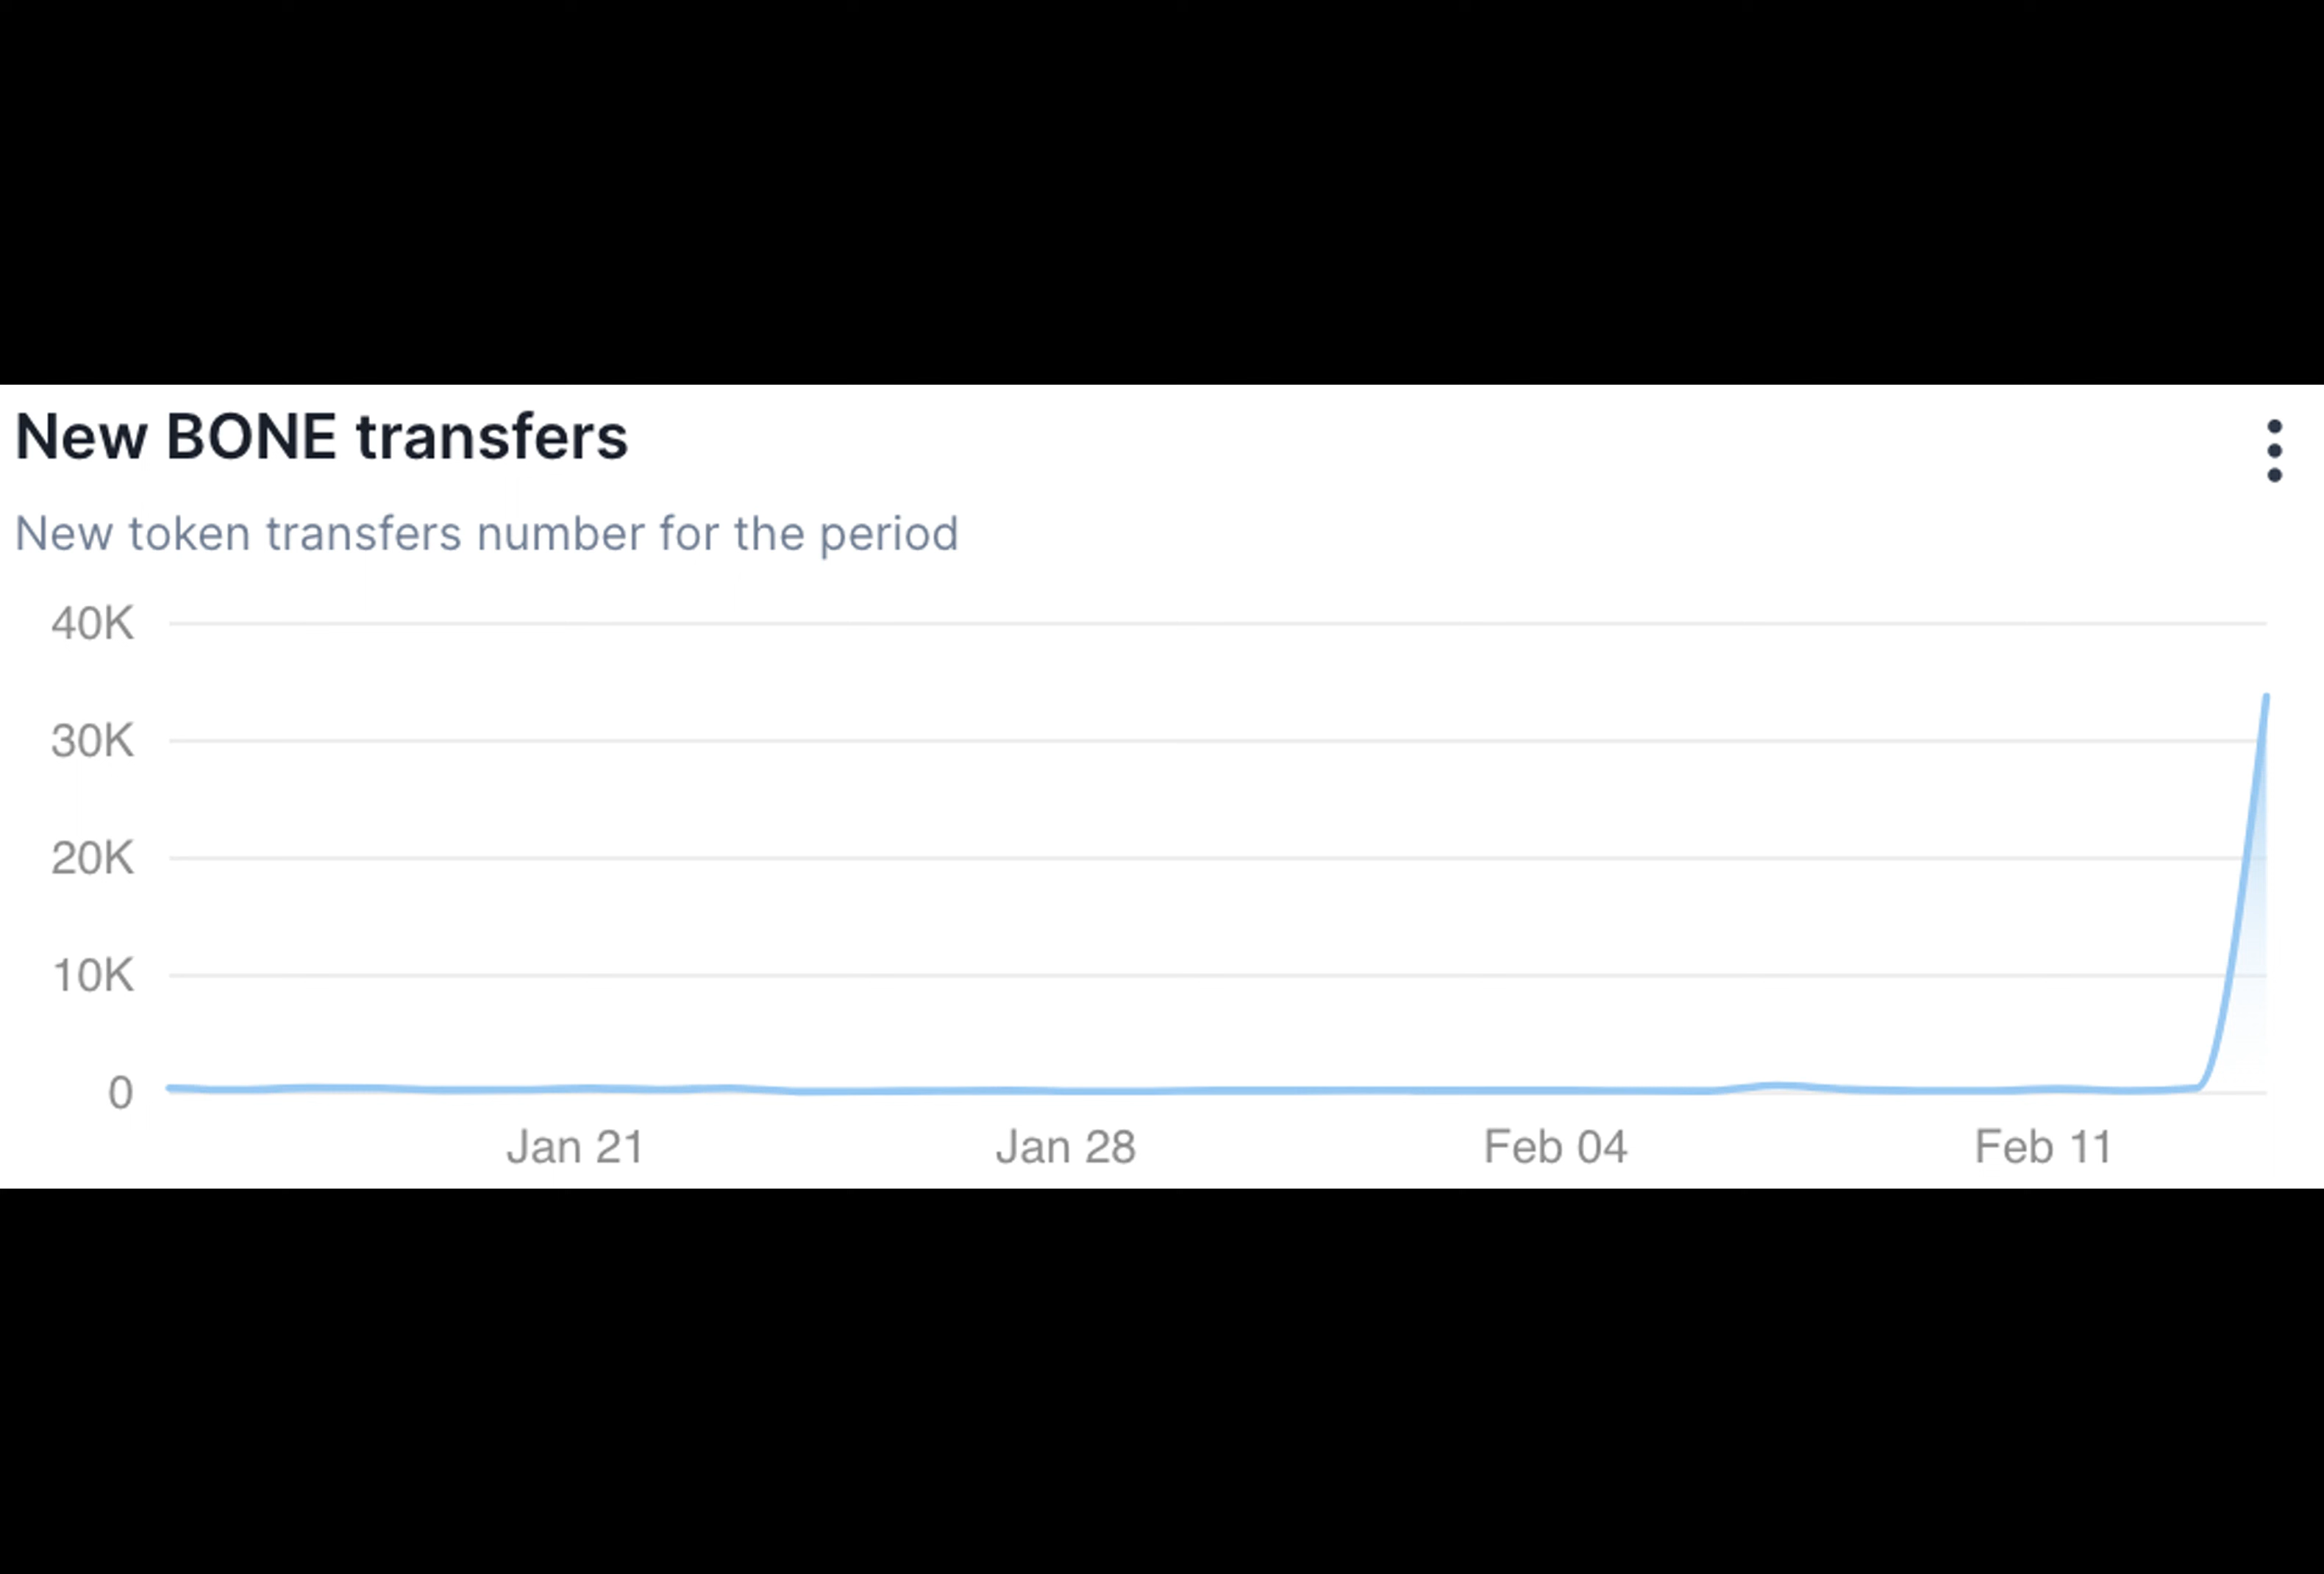 New BONE transfers
New token transfers number for the period
40K
30K
20K
10K
0
Jan 21 Jan 28 Feb 04 Feb 11